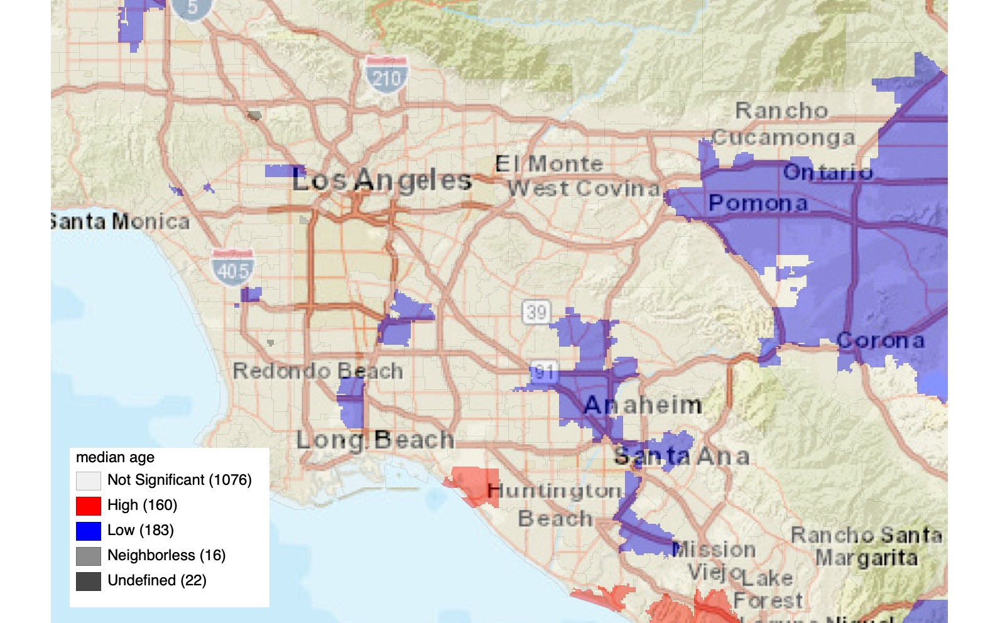 5
210
Rancho
Cucamonga
El Monte
Los Angeles
West Covina
Ontario
Pomona
Santa Monica
405
39
Corona
Redondo Beach
91
Anaheim
Long Beach
Santa Ana
median age
Not Significant (1076)
High (160)
Low (183)
Neighborless (16)
Undefined (22)
Huntington
Beach
Mission
Viejo
Rancho Santa
Margarita
Lake
Forest
Laguna Niguel